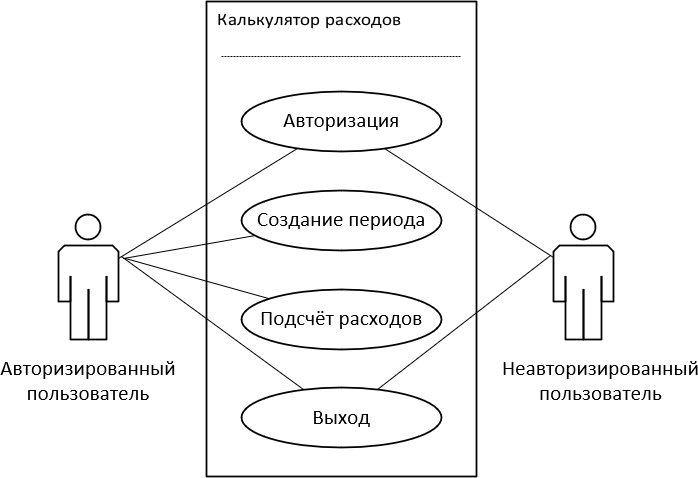 Калькулятор расходов
Авторизация
Создание периода
Подсчёт расходов
Выход
Авторизированный
пользователь
Неавторизированный
пользователь